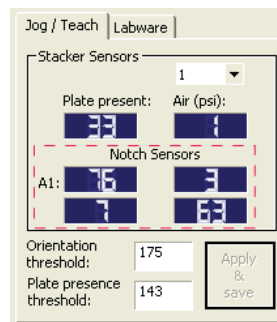 Jog / Teach Labware
Stacker Sensors
1
Plate present: Air (psi):
33 1
Notch Sensors
A1: 76 3
7 63
Orientation threshold: 175
Plate presence threshold: 143
Apply & save